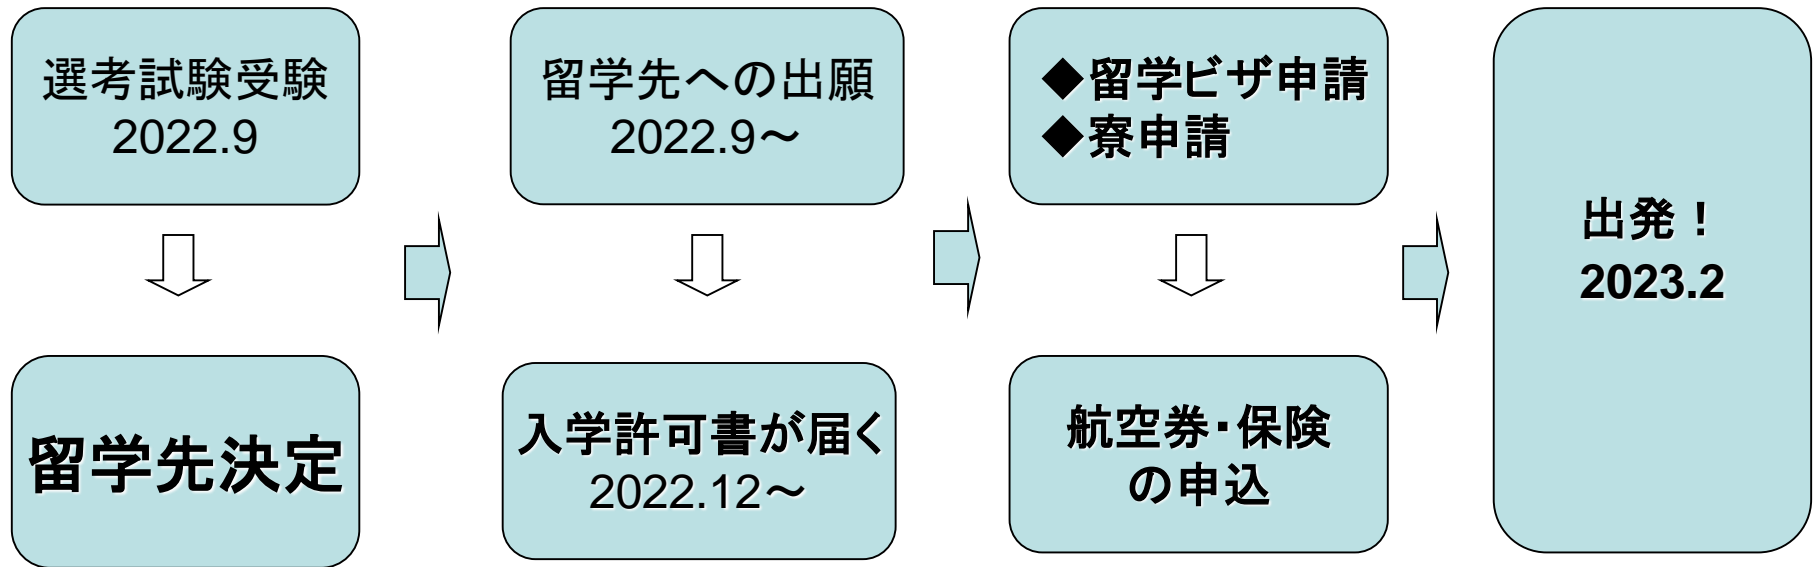 選考試験受験
2022.9
留学先決定
留学先への出願
2022.9～
入学許可書が届く
2022.12～
◆留学ビザ申請
◆寮申請
航空券・保険
の申込
出発！
2023.2